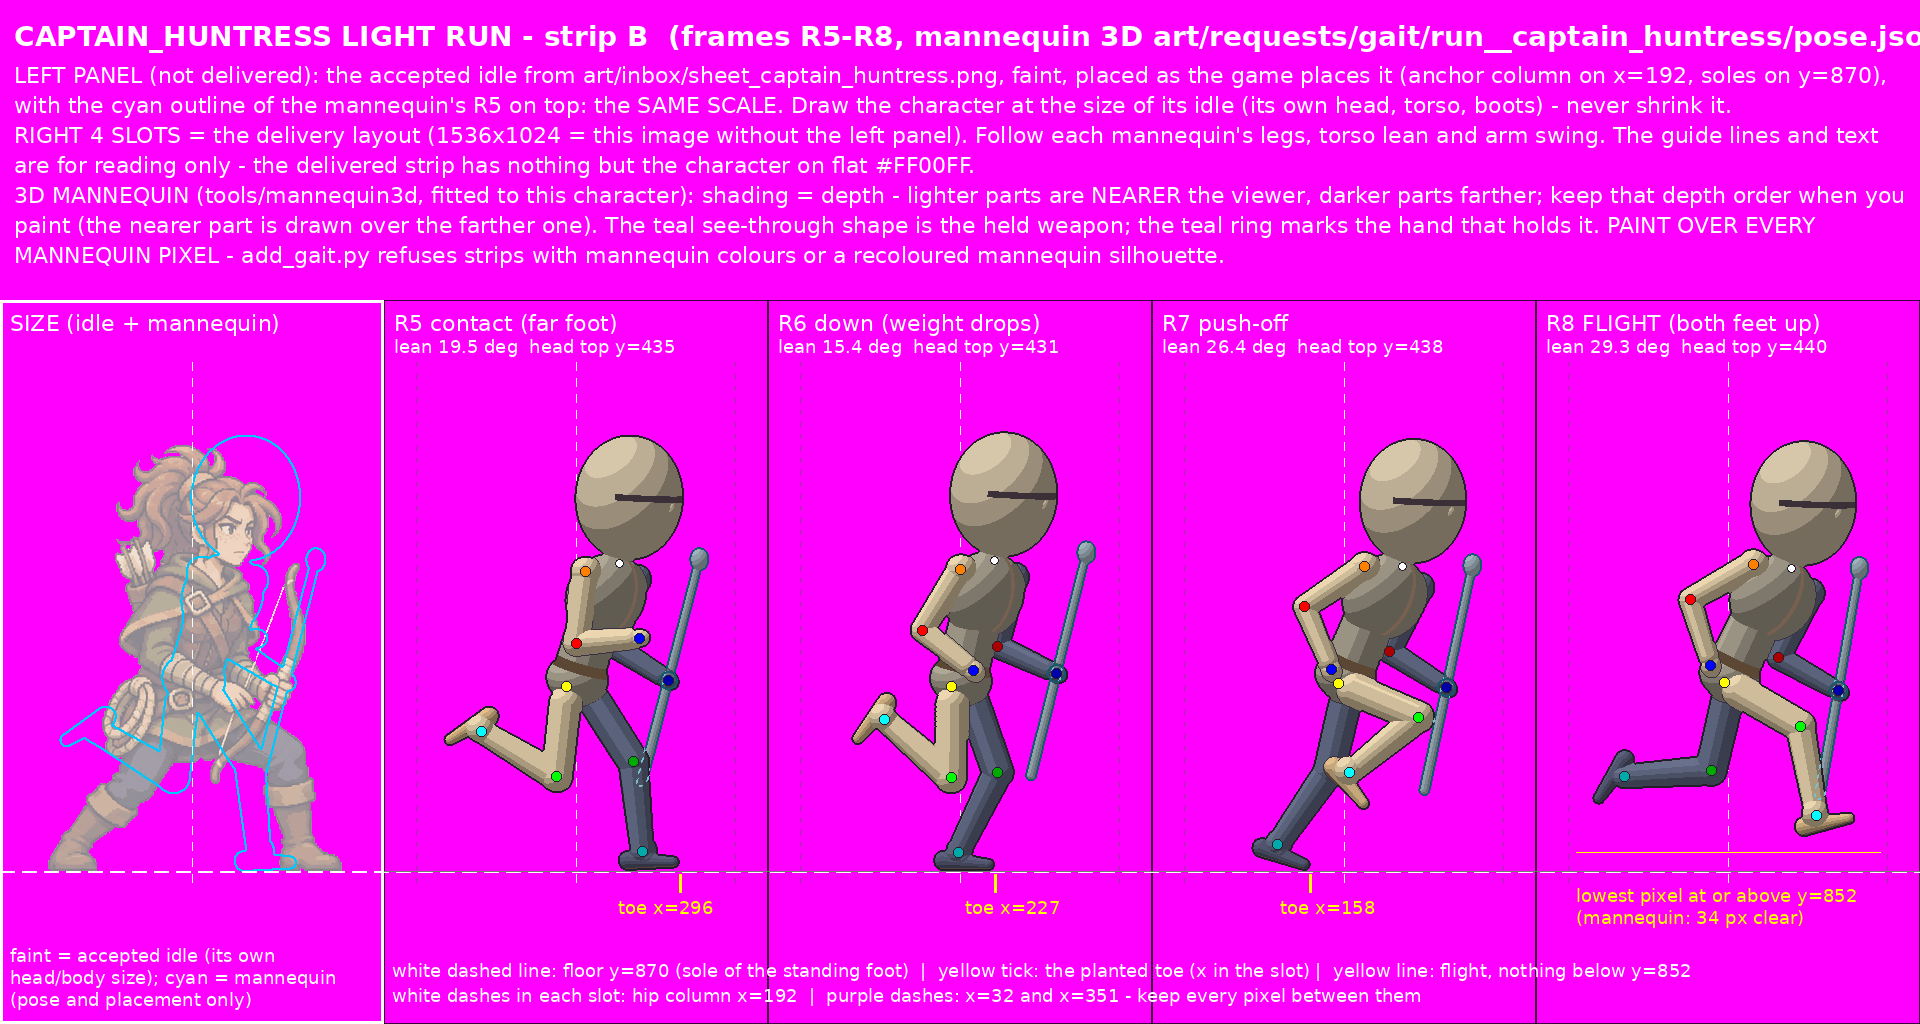 CAPTAIN_HUNTRESS LIGHT RUN - strip B  (frames R5-R8, mannequin 3D art/requests/gait/run__captain_huntress/pose.jso
LEFT PANEL (not delivered): the accepted idle from art/inbox/sheet_captain_huntress.png, faint, placed as the game places it (anchor column on x=192, soles on y=870),
with the cyan outline of the mannequin's R5 on top: the SAME SCALE. Draw the character at the size of its idle (its own head, torso, boots) - never shrink it.
RIGHT 4 SLOTS = the delivery layout (1536x1024 = this image without the left panel). Follow each mannequin's legs, torso lean and arm swing. The guide lines and text
are for reading only - the delivered strip has nothing but the character on flat #FF00FF.
3D MANNEQUIN (tools/mannequin3d, fitted to this character): shading = depth - lighter parts are NEARER the viewer, darker parts farther; keep that depth order when you
paint (the nearer part is drawn over the farther one). The teal see-through shape is the held weapon; the teal ring marks the hand that holds it. PAINT OVER EVERY
MANNEQUIN PIXEL - add_gait.py refuses strips with mannequin colours or a recoloured mannequin silhouette.
SIZE (idle + mannequin)
R5 contact (far foot)
lean 19.5 deg  head top y=435
R6 down (weight drops)
lean 15.4 deg  head top y=431
R7 push-off
lean 26.4 deg  head top y=438
R8 FLIGHT (both feet up)
lean 29.3 deg  head top y=440
toe x=296
toe x=227
toe x=158
lowest pixel at or above y=852
(mannequin: 34 px clear)
faint = accepted idle (its own
head/body size); cyan = mannequin
(pose and placement only)
white dashed line: floor y=870 (sole of the standing foot)  |  yellow tick: the planted toe (x in the slot) |  yellow line: flight, nothing below y=852
white dashes in each slot: hip column x=192  |  purple dashes: x=32 and x=351 - keep every pixel between them